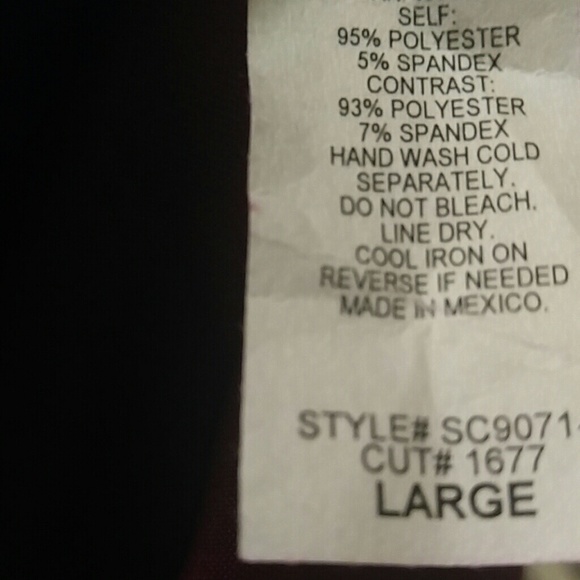 SELF:
95% POLYESTER
5% SPANDEX
CONTRAST:
93% POLYESTER
7% SPANDEX
HAND WASH COLD
SEPARATELY.
DO NOT BLEACH.
LINE DRY.
COOL IRON ON
REVERSE IF NEEDED
MADE IN MEXICO.
STYLE# SC9071-
CUT# 1677
LARGE